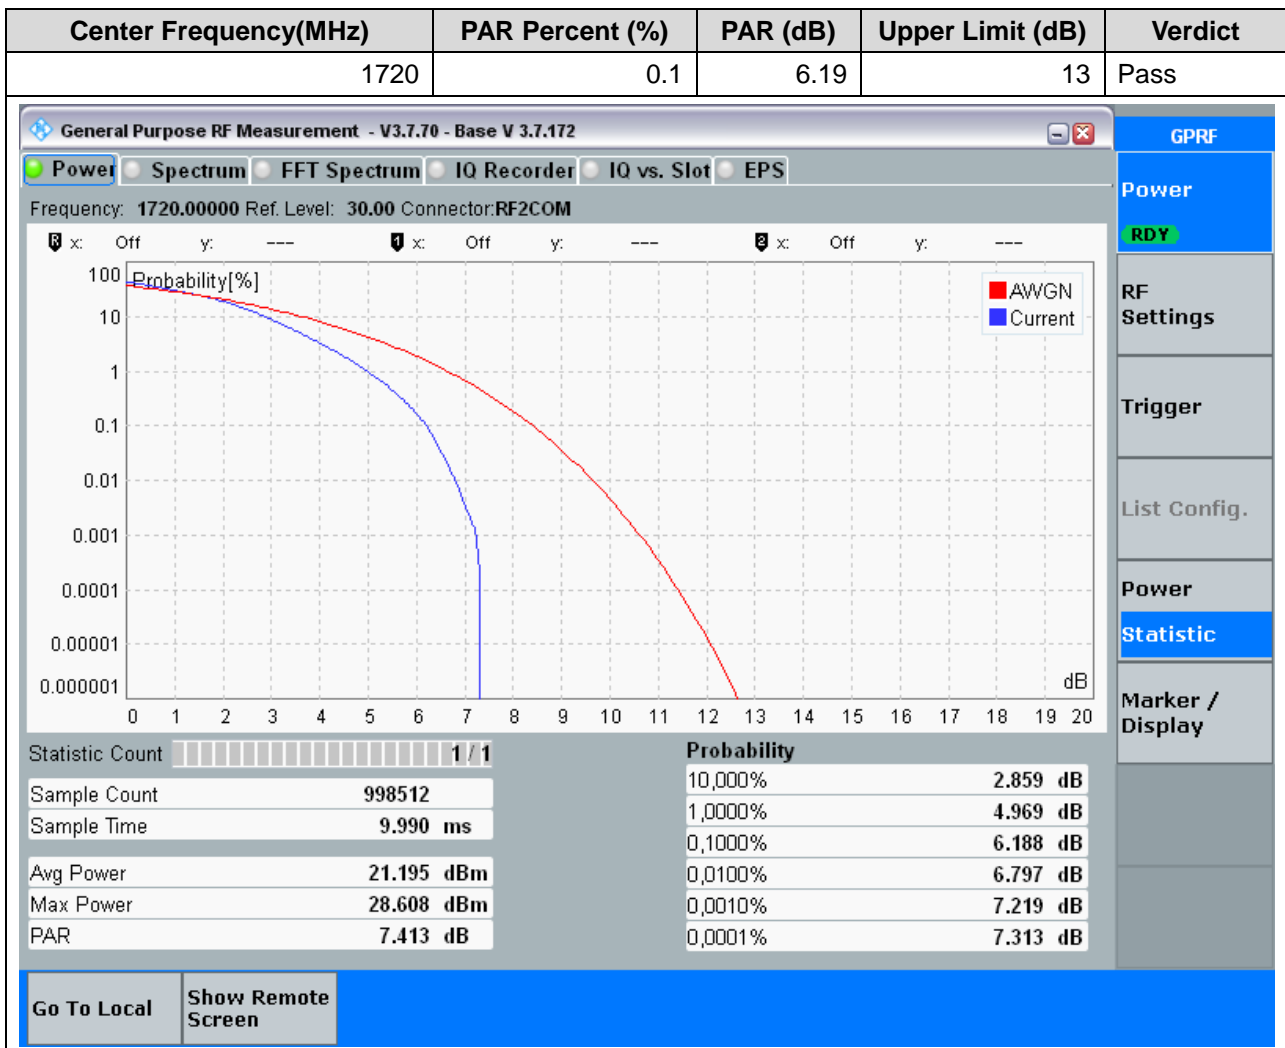 Center Frequency(MHz) PAR Percent (%) PAR (dB) Upper Limit (dB) Verdict
1720 0.1 6.19 13 Pass
General Purpose RF Measurement - V3.7.70 - Base V 3.7.172
Power Spectrum FFT Spectrum IQ Recorder IQ vs. Slot EPS
Frequency: 1720.00000 Ref. Level: 30.00 Connector:RF2COM
R x: Off y: --- 1 x: Off y: --- 2 x: Off y: ---
Probability[%]
AWGN
Current
100
10
1
0.1
0.01
0.001
0.0001
0.00001
0.000001
dB
0 1 2 3 4 5 6 7 8 9 10 11 12 13 14 15 16 17 18 19 20
Statistic Count 1 / 1
Sample Count 998512
Sample Time 9.990 ms
Avg Power 21.195 dBm
Max Power 28.608 dBm
PAR 7.413 dB
Probability
10,000% 2.859 dB
1,0000% 4.969 dB
0,1000% 6.188 dB
0,0100% 6.797 dB
0,0010% 7.219 dB
0,0001% 7.313 dB
GPRF
Power
RDY
RF
Settings
Trigger
List Config.
Power
Statistic
Marker /
Display
Go To Local
Show Remote
Screen